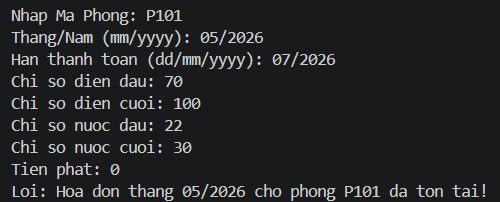 Nhap Ma Phong: P101
Thang/Nam (mm/yyyy): 05/2026
Han thanh toan (dd/mm/yyyy): 07/2026
Chi so dien dau: 70
Chi so dien cuoi: 100
Chi so nuoc dau: 22
Chi so nuoc cuoi: 30
Tien phat: 0
Loi: Hoa don thang 05/2026 cho phong P101 da ton tai!